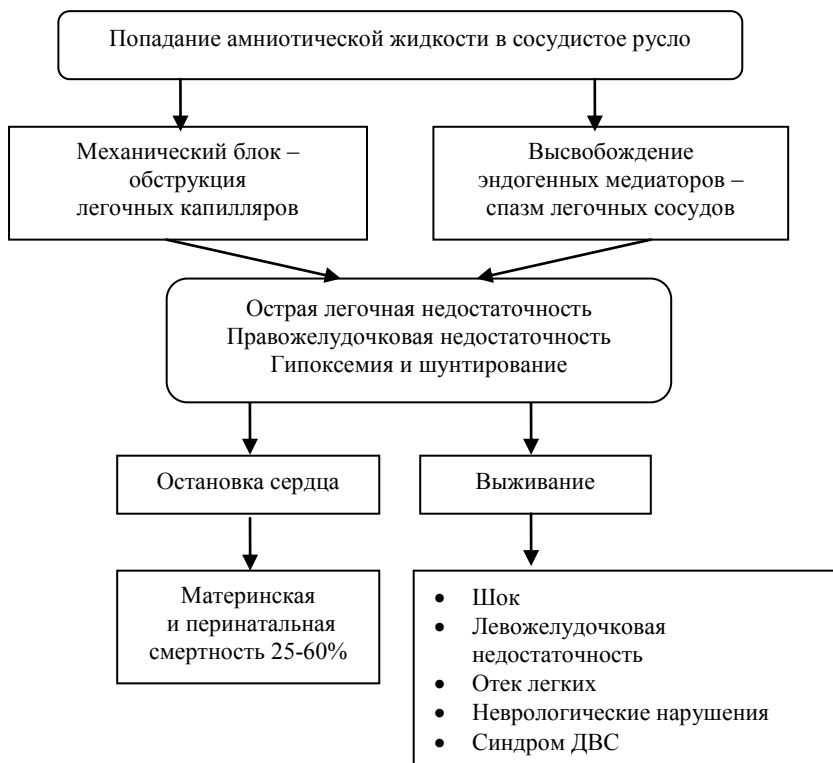 Попадание амниотической жидкости в сосудистое русло
Механический блок –
обструкция
легочных капилляров
Высвобождение
эндогенных медиаторов –
спазм легочных сосудов
Острая легочная недостаточность
Правожелудочковая недостаточность
Гипоксемия и шунтирование
Остановка сердца
Выживание
Материнская
и перинатальная
смертность 25-60%
• Шок
• Левожелудочковая
недостаточность
• Отек легких
• Неврологические нарушения
• Синдром ДВС